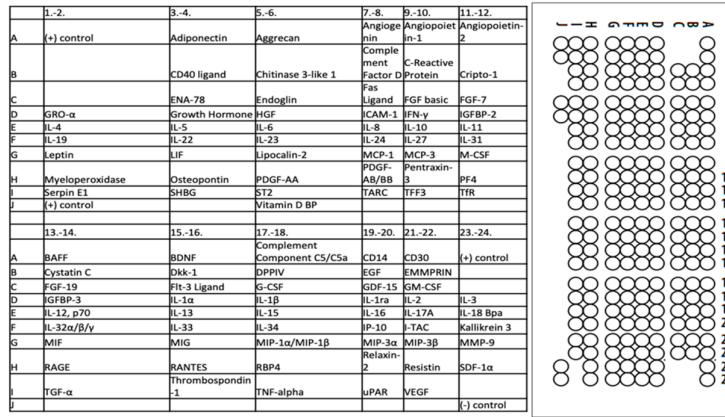 1.-2. 3.-4. 5.-6. 7.-8. 9.-10. 11.-12.
A (+) control Adiponectin Aggrecan Angiogenin Angiopoietin-1 Angiopoietin-2
B CD40 ligand Chitinase 3-like 1 Complement Factor D C-Reactive Protein Cripto-1
C ENA-78 Endoglin Fas Ligand FGF basic FGF-7
D GRO-α Growth Hormone HGF ICAM-1 IFN-γ IGFBP-2
E IL-4 IL-5 IL-6 IL-8 IL-10 IL-11
F IL-19 IL-22 IL-23 IL-24 IL-27 IL-31
G Leptin LIF Lipocalin-2 MCP-1 MCP-3 M-CSF
H Myeloperoxidase Osteopontin PDGF-AA PDGF-AB/BB Pentraxin-3 PF4
I Serpin E1 SHBG ST2 TARC TFF3 TfR
J (+) control Vitamin D BP
13.-14. 15.-16. 17.-18. 19.-20. 21.-22. 23.-24.
A BAFF BDNF Complement Component C5/C5a CD14 CD30 (+) control
B Cystatin C Dkk-1 DPPIV EGF EMMPRIN
C FGF-19 Flt-3 Ligand G-CSF GDF-15 GM-CSF
D IGFBP-3 IL-1α IL-1β IL-1ra IL-2 IL-3
E IL-12, p70 IL-13 IL-15 IL-16 IL-17A IL-18 Bpa
F IL-32α/β/γ IL-33 IL-34 IP-10 I-TAC Kallikrein 3
G MIF MIG MIP-1α/MIP-1β MIP-3α MIP-3β MMP-9
H RAGE RANTES RBP4 Relaxin-2 Resistin SDF-1α
I TGF-α Thrombospondin-1 TNF-alpha uPAR VEGF
J (-) control
J I H G F E D C B A